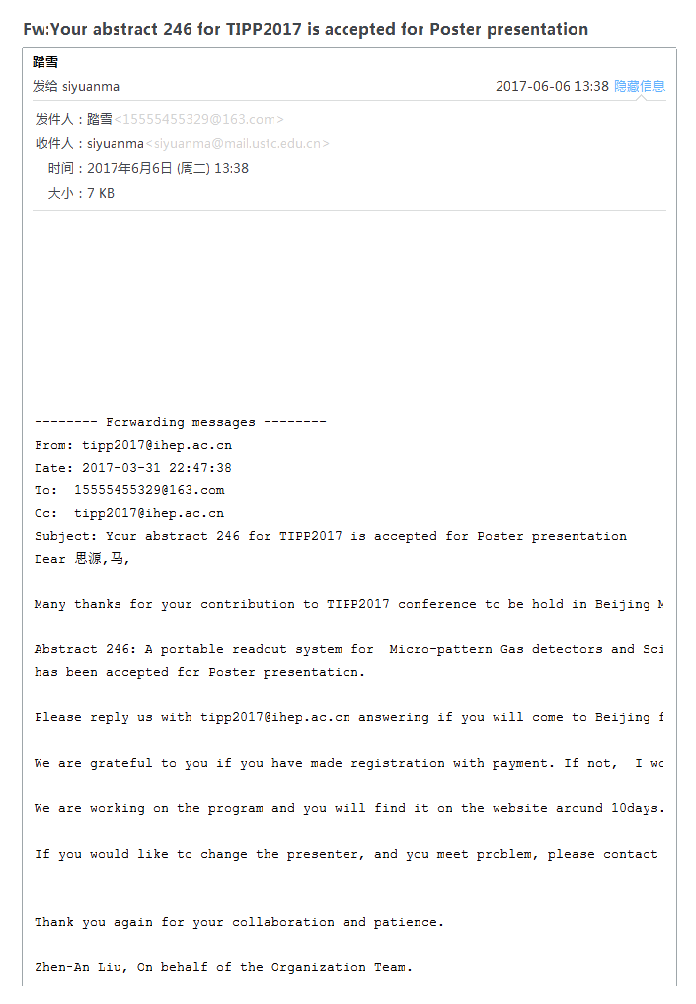 Fw:Your abstract 246 for TIPP2017 is accepted for Poster presentation
踏雪
发给 siyuanma 2017-06-06 13:38 隐藏信息
发件人：踏雪<15555455329@163.com>
收件人：siyuanma<siyuanma@mail.ustc.edu.cn>
时间：2017年6月6日 (周二) 13:38
大小：7 KB
-------- Forwarding messages --------
From: tipp2017@ihep.ac.cn
Date: 2017-03-31 22:47:38
To: 15555455329@163.com
Cc: tipp2017@ihep.ac.cn
Subject: Your abstract 246 for TIPP2017 is accepted for Poster presentation
Dear 思源,马,
Many thanks for your contribution to TIPP2017 conference to be hold in Beijing M
Abstract 246: A portable readout system for Micro-pattern Gas detectors and Sci
has been accepted for Poster presentation.
Please reply us with tipp2017@ihep.ac.cn answering if you will come to Beijing f
We are grateful to you if you have made registration with payment. If not, I wo
We are working on the program and you will find it on the website around 10days.
If you would like to change the presenter, and you meet problem, please contact
Thank you again for your collaboration and patience.
Zhen-An Liu, On behalf of the Organization Team.